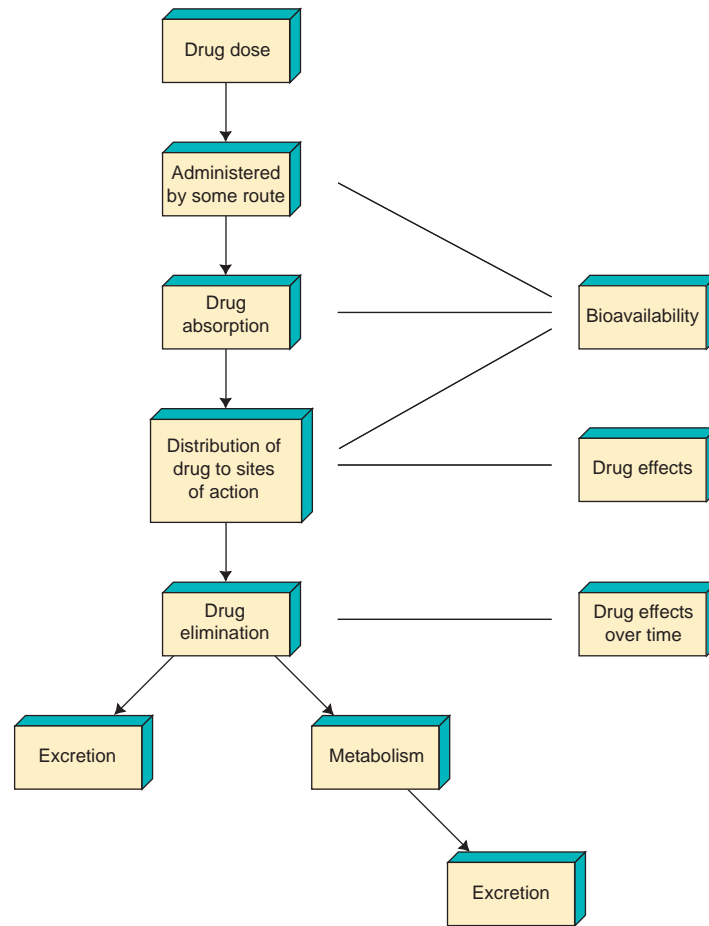 Drug dose
Administered
by some route
Drug
absorption
Bioavailability
Distribution of
drug to sites
of action
Drug effects
Drug
elimination
Drug effects
over time
Excretion
Metabolism
Excretion